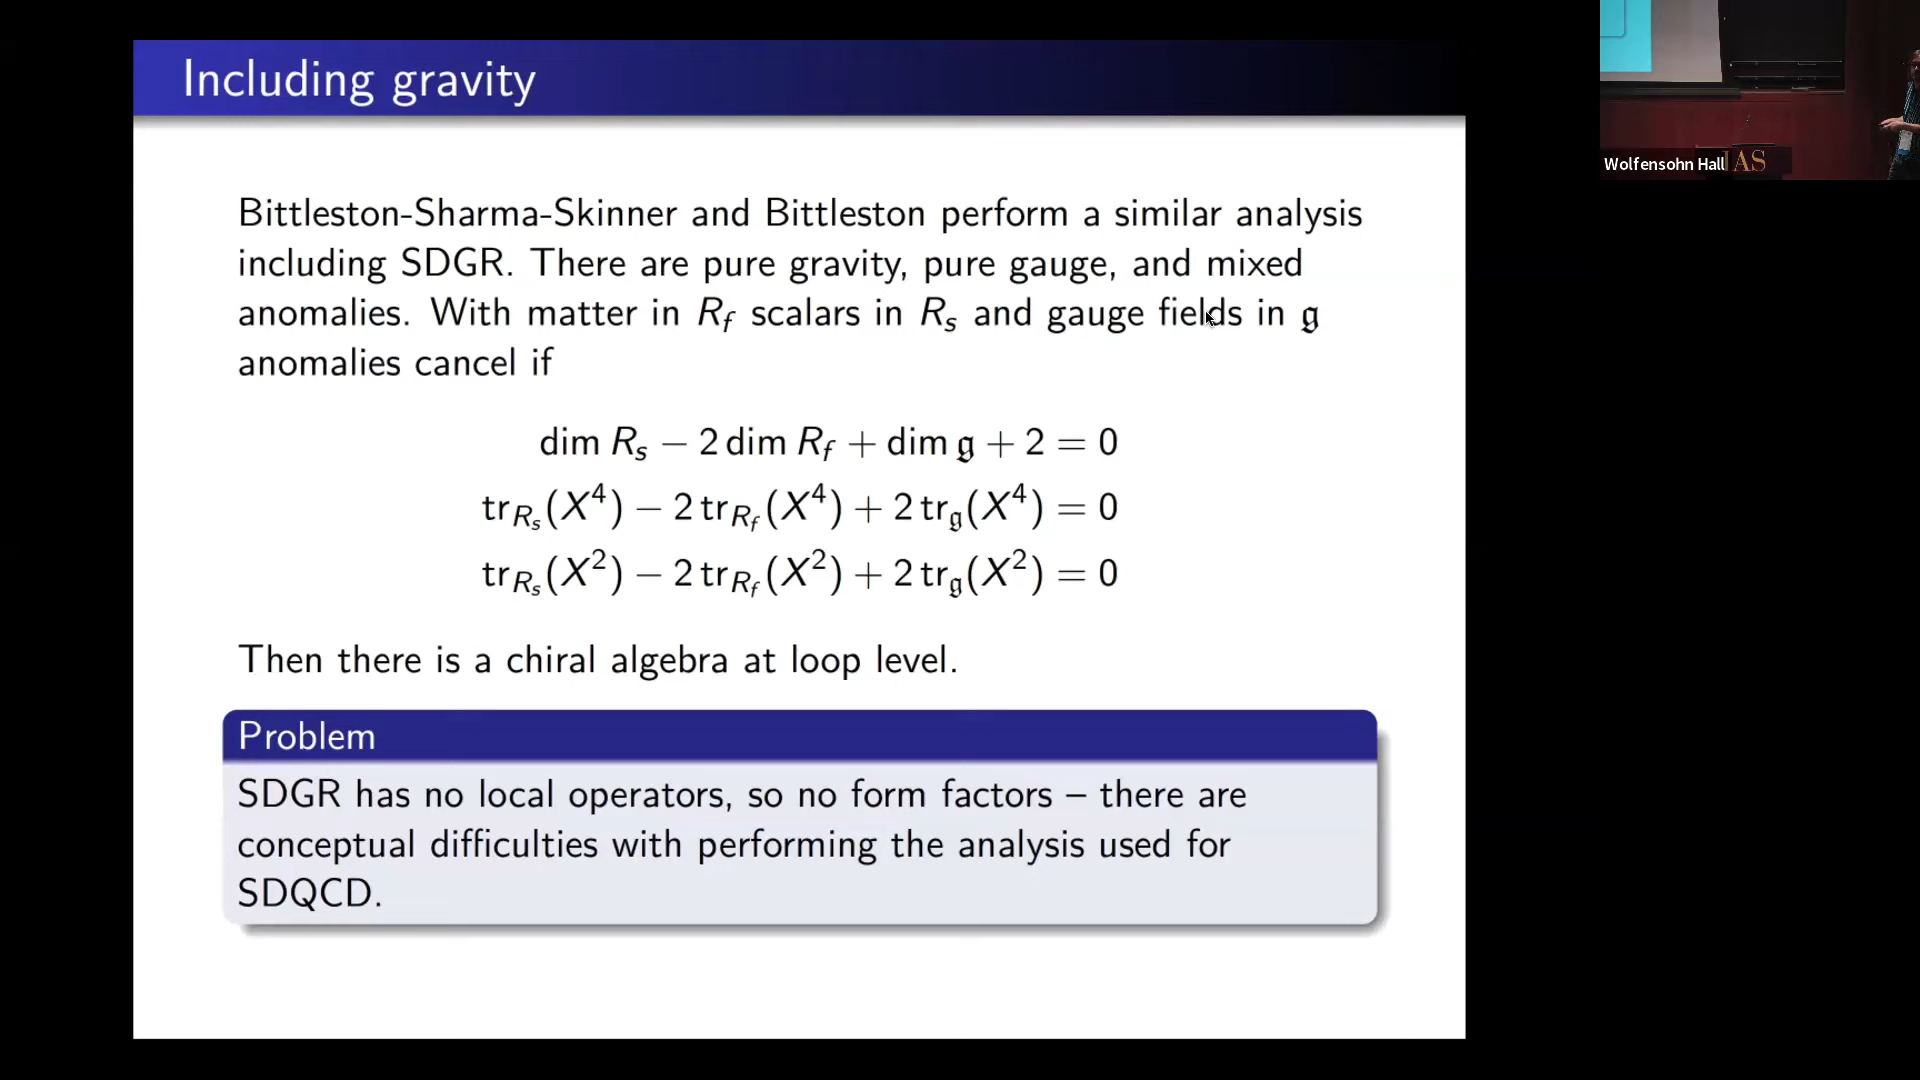 Including gravity
Bittleston-Sharma-Skinner and Bittleston perform a similar analysis
including SDGR. There are pure gravity, pure gauge, and mixed
anomalies. With matter in R_f scalars in R_s and gauge fields in 𝔤
anomalies cancel if
dim R_s − 2 dim R_f + dim 𝔤 + 2 = 0
tr_{R_s}(X^4) − 2 tr_{R_f}(X^4) + 2 tr_𝔤(X^4) = 0
tr_{R_s}(X^2) − 2 tr_{R_f}(X^2) + 2 tr_𝔤(X^2) = 0
Then there is a chiral algebra at loop level.
Problem
SDGR has no local operators, so no form factors – there are
conceptual difficulties with performing the analysis used for
SDQCD.
Wolfensohn Hall
IAS